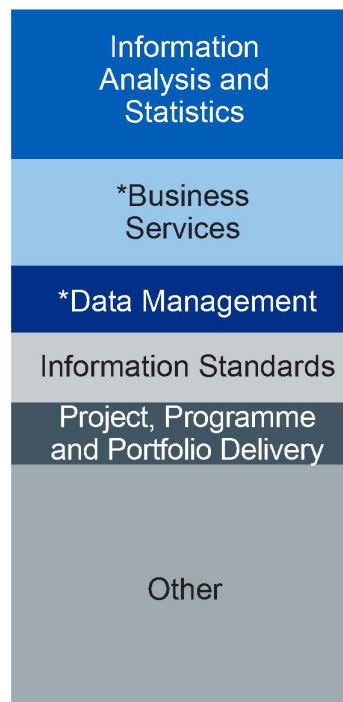 Information
Analysis and
Statistics
*Business
Services
*Data Management
Information Standards
Project, Programme
and Portfolio Delivery
Other